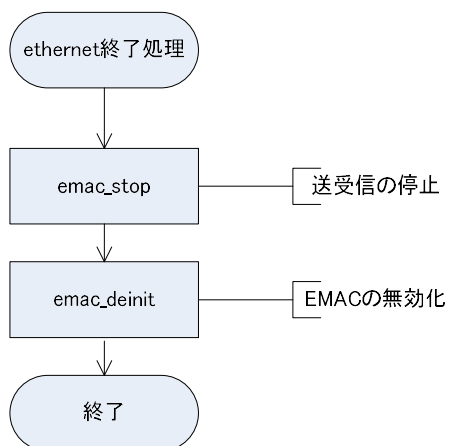 ethernet終了処理
emac_stop
送受信の停止
emac_deinit
EMACの無効化
終了